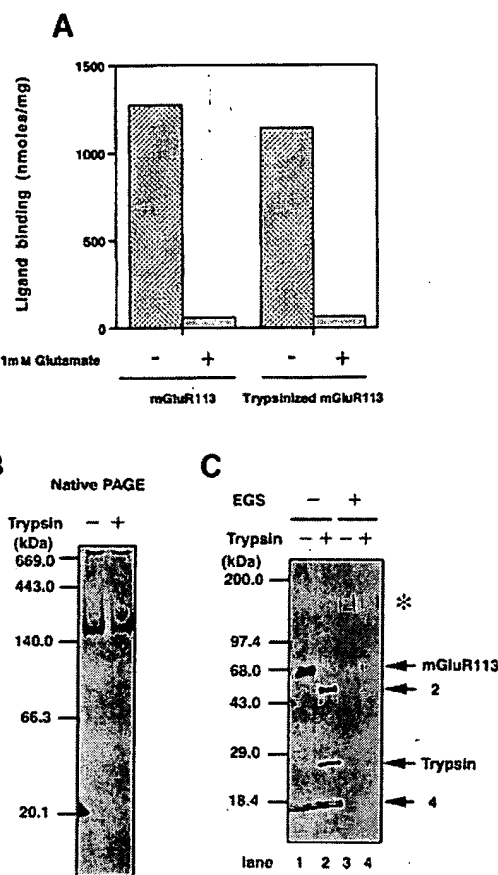 A
Ligand binding (nmoles/mg)
1500
1000
500
0
1mM Glutamate - + - +
mGluR113 Trypsinized mGluR113
B
Native PAGE
Trypsin - +
(kDa)
669.0
443.0
140.0
66.3
20.1
C
EGS - +
Trypsin - + - +
(kDa)
200.0
*
97.4
68.0
mGluR113
2
43.0
29.0
Trypsin
18.4
4
lane 1 2 3 4